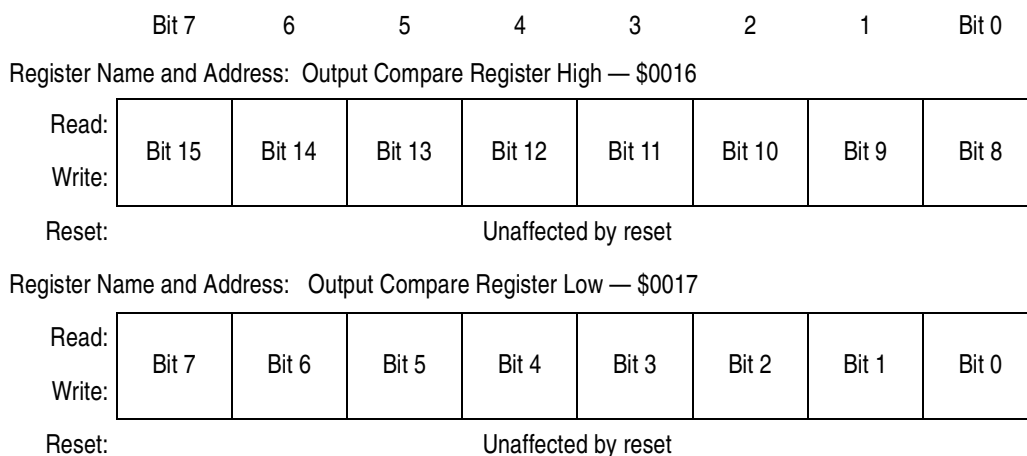 Bit 7 6 5 4 3 2 1 Bit 0
Register Name and Address: Output Compare Register High — $0016
Read:
Bit 15 Bit 14 Bit 13 Bit 12 Bit 11 Bit 10 Bit 9 Bit 8
Write:
Reset: Unaffected by reset
Register Name and Address: Output Compare Register Low — $0017
Read:
Bit 7 Bit 6 Bit 5 Bit 4 Bit 3 Bit 2 Bit 1 Bit 0
Write:
Reset: Unaffected by reset